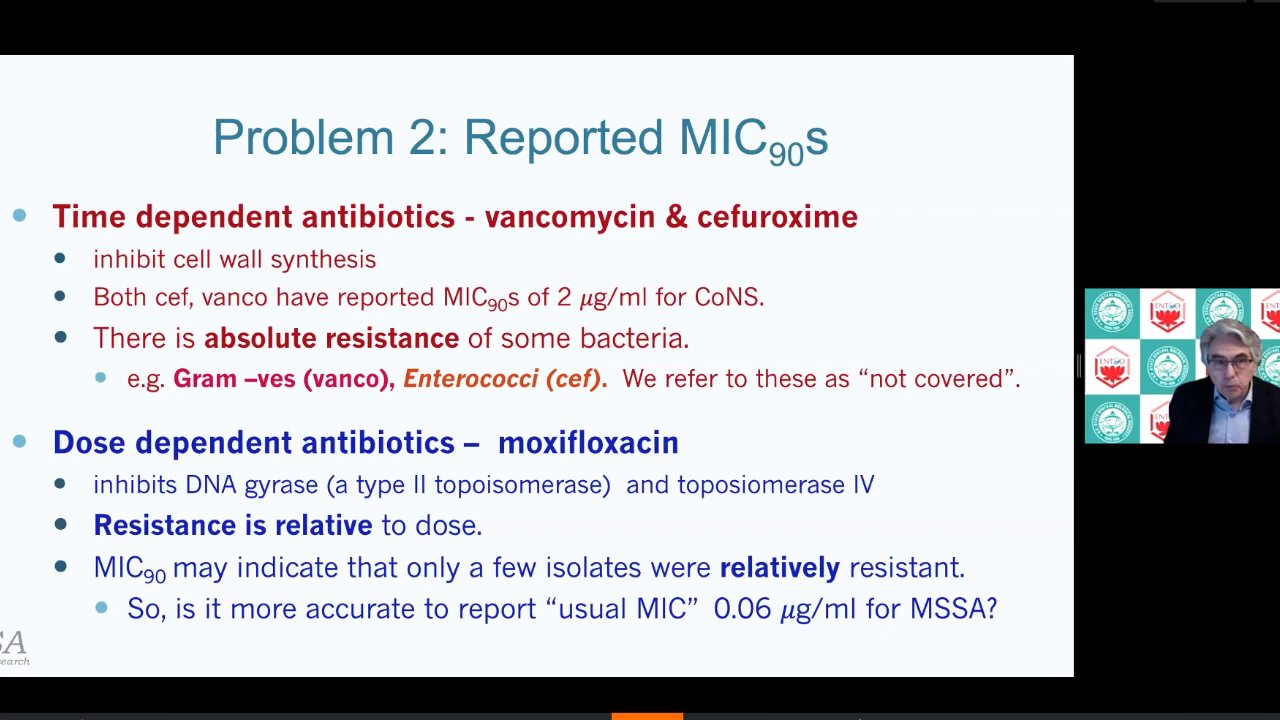 Problem 2: Reported MIC90s
Time dependent antibiotics - vancomycin & cefuroxime
inhibit cell wall synthesis
Both cef, vanco have reported MIC90s of 2 µg/ml for CoNS.
There is absolute resistance of some bacteria.
e.g. Gram –ves (vanco), Enterococci (cef). We refer to these as “not covered”.
Dose dependent antibiotics – moxifloxacin
inhibits DNA gyrase (a type II topoisomerase) and toposiomerase IV
Resistance is relative to dose.
MIC90 may indicate that only a few isolates were relatively resistant.
So, is it more accurate to report “usual MIC” 0.06 µg/ml for MSSA?
SA
search